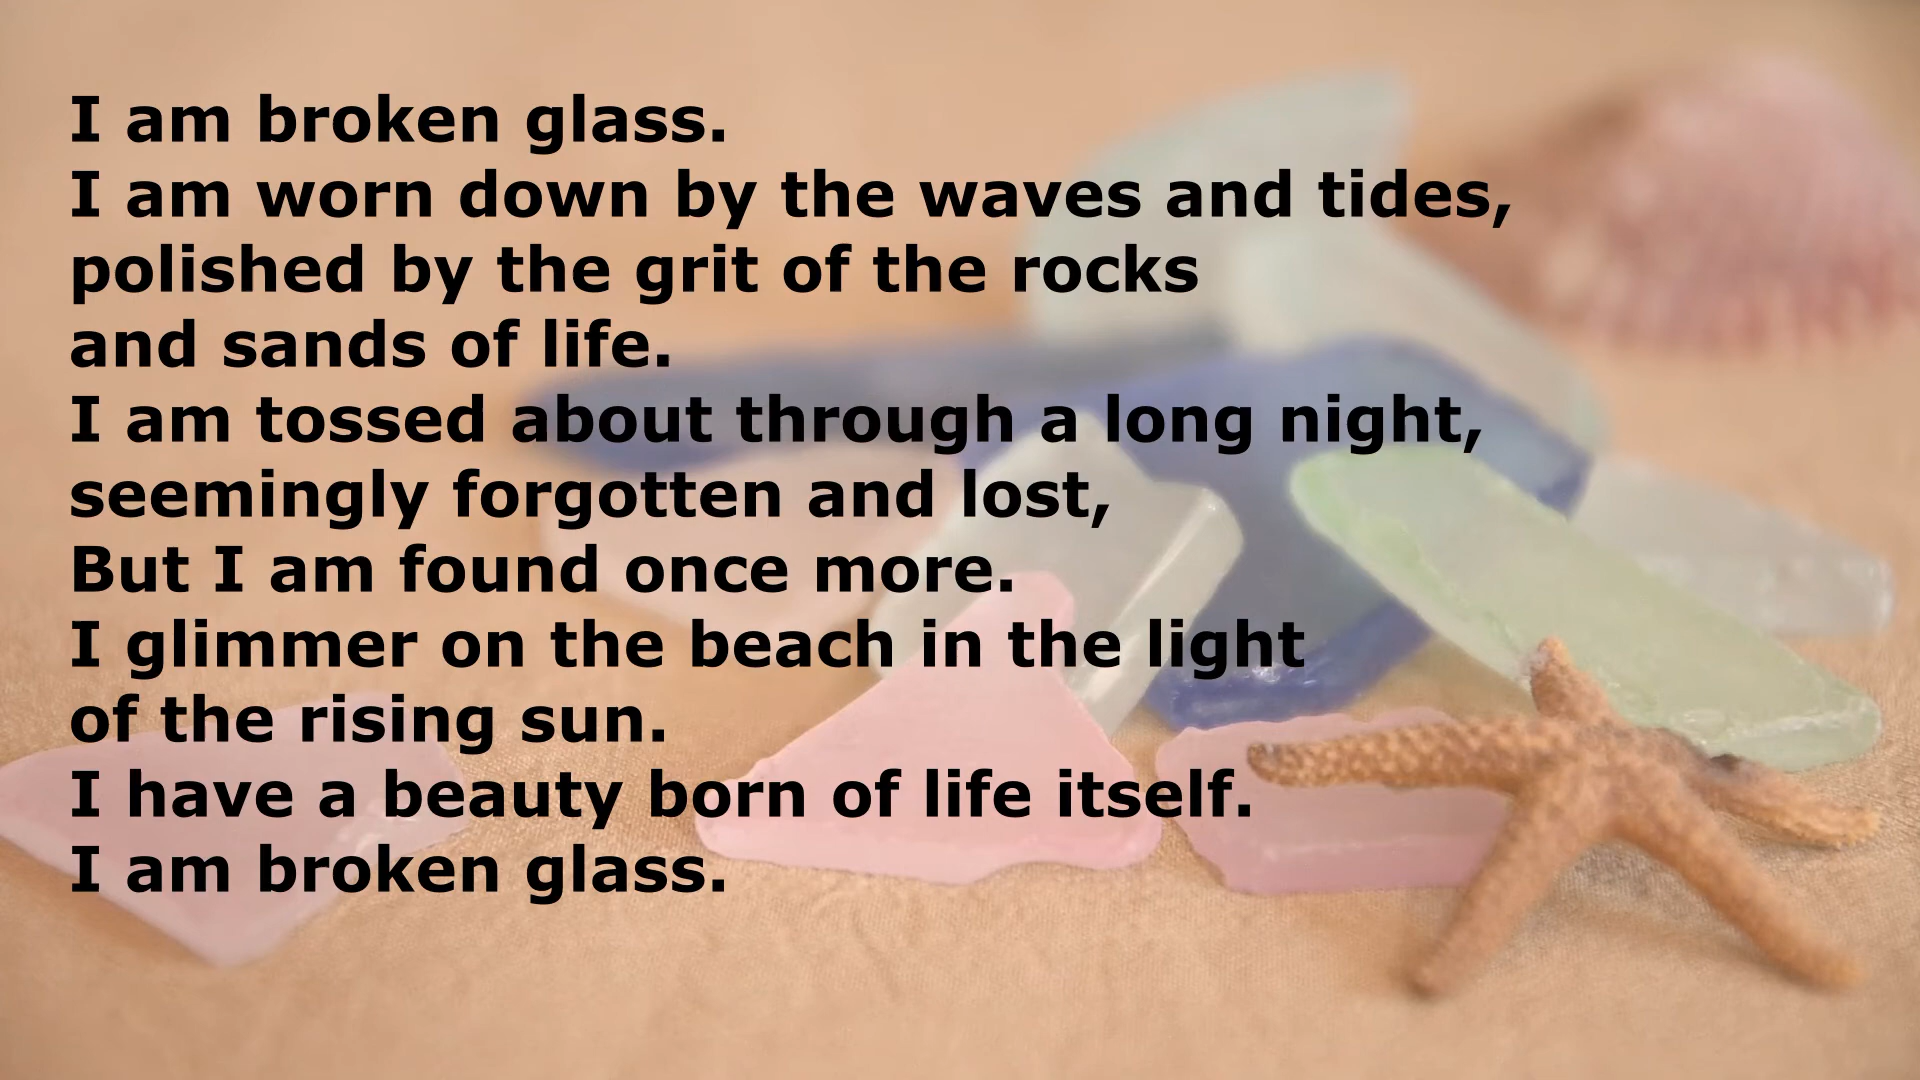 I am broken glass.
I am worn down by the waves and tides,
polished by the grit of the rocks
and sands of life.
I am tossed about through a long night,
seemingly forgotten and lost,
But I am found once more.
I glimmer on the beach in the light
of the rising sun.
I have a beauty born of life itself.
I am broken glass.